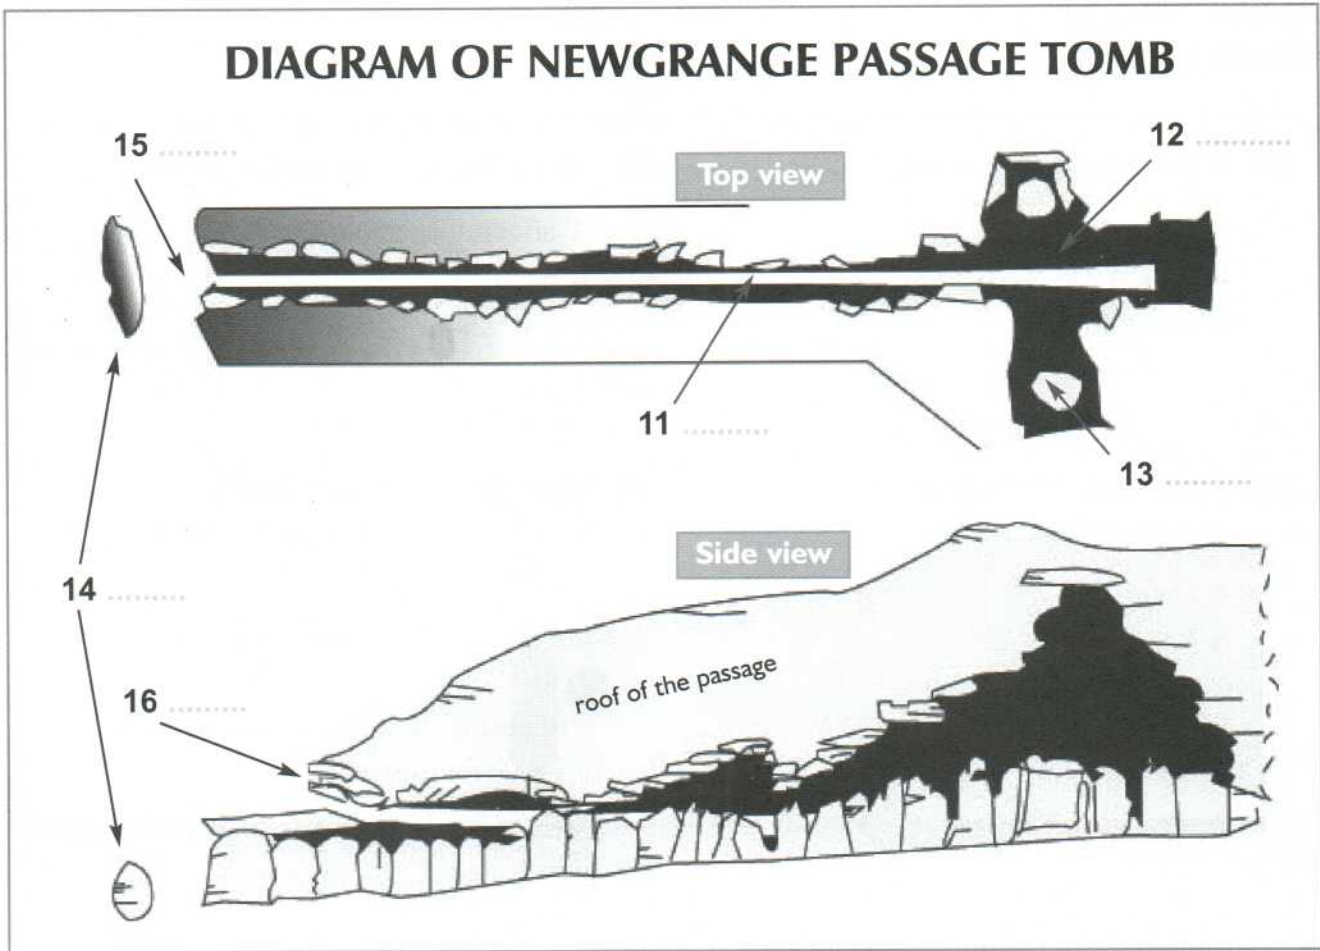 DIAGRAM OF NEWGRANGE PASSAGE TOMB
15 ..........
12 ............
Top view
11 ...........
13 ...........
Side view
14 ..........
roof of the passage
16 ..........